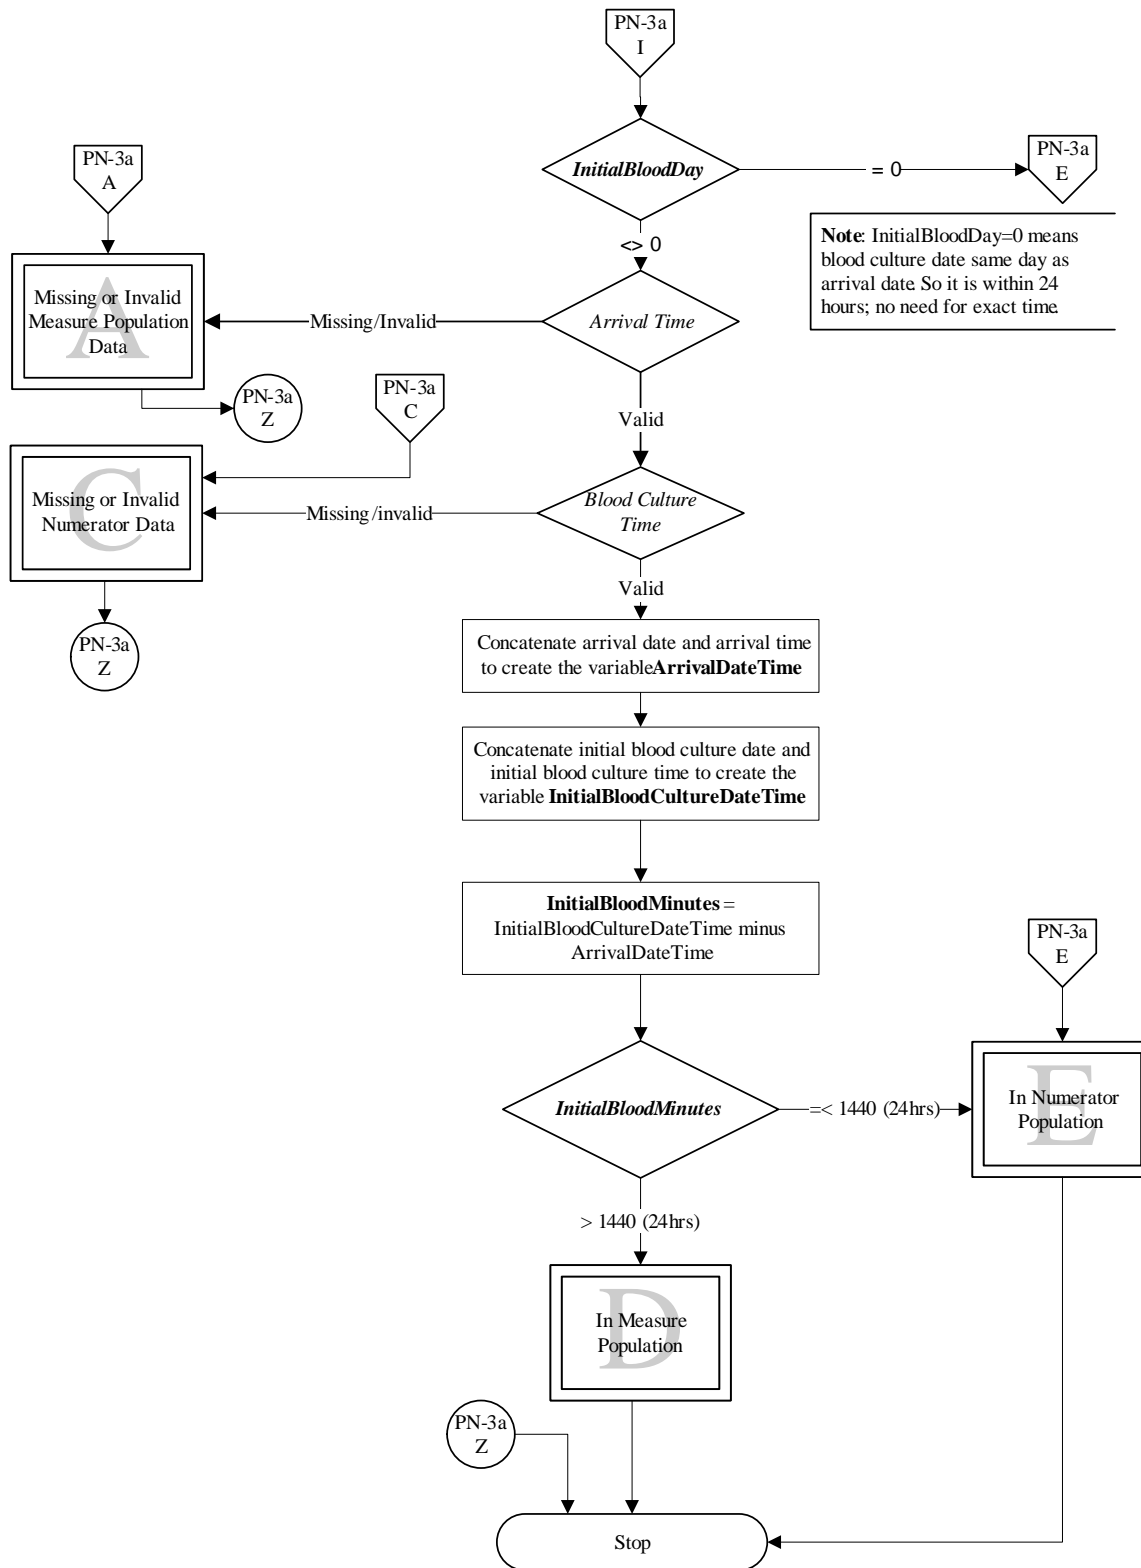 PN-3a
I
InitialBloodDay
= 0
PN-3a
E
<> 0
Note: InitialBloodDay=0 means
blood culture date same day as
arrival date. So it is within 24
hours; no need for exact time.
PN-3a
A
A
Missing or Invalid
Measure Population
Data
Missing/Invalid
Arrival Time
PN-3a
Z
PN-3a
C
Valid
C
Missing or Invalid
Numerator Data
Missing/invalid
Blood Culture
Time
Valid
PN-3a
Z
Concatenate arrival date and arrival time
to create the variable ArrivalDateTime
Concatenate initial blood culture date and
initial blood culture time to create the
variable InitialBloodCultureDateTime
InitialBloodMinutes =
InitialBloodCultureDateTime minus
ArrivalDateTime
PN-3a
E
InitialBloodMinutes
=< 1440 (24hrs)
E
In Numerator
Population
> 1440 (24hrs)
D
In Measure
Population
PN-3a
Z
Stop